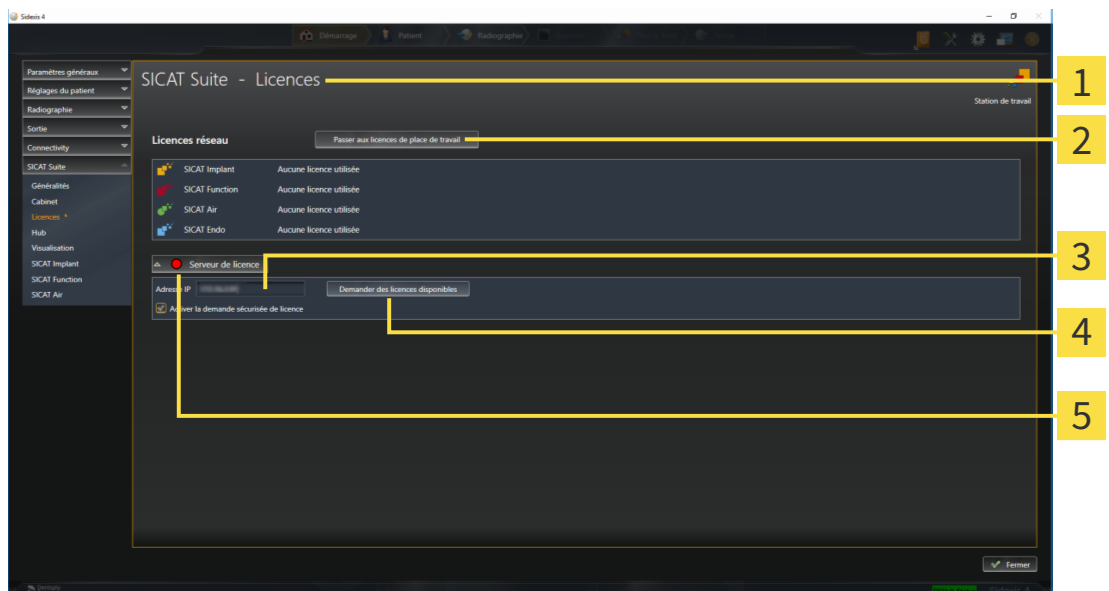 Sidexis 4
Démarrage
Patient
Radiographie
Paramètres généraux
Réglages du patient
Radiographie
Sortie
Connectivity
SICAT Suite
Généralités
Cabinet
Licences *
Hub
Visualisation
SICAT Implant
SICAT Function
SICAT Air
SICAT Suite - Licences
Station de travail
Licences réseau
Passer aux licences de place de travail
SICAT Implant Aucune licence utilisée
SICAT Function Aucune licence utilisée
SICAT Air Aucune licence utilisée
SICAT Endo Aucune licence utilisée
Serveur de licence
Adresse IP
Demander des licences disponibles
Activer la demande sécurisée de licence
Fermer
Sidexis 4
1
2
3
4
5